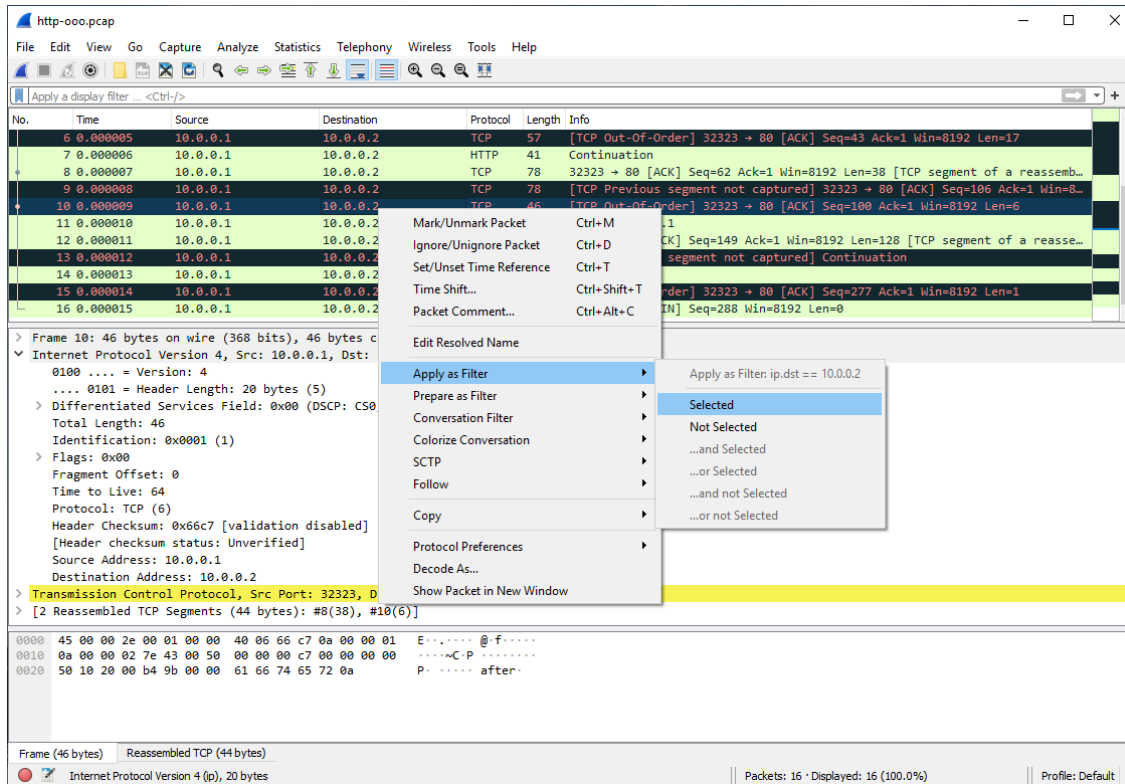 http-ooo.pcap
File Edit View Go Capture Analyze Statistics Telephony Wireless Tools Help
Apply a display filter ... <Ctrl-/>
No. Time Source Destination Protocol Length Info
6 0.000005 10.0.0.1 10.0.0.2 TCP 57 [TCP Out-Of-Order] 32323 → 80 [ACK] Seq=43 Ack=1 Win=8192 Len=17
7 0.000006 10.0.0.1 10.0.0.2 HTTP 41 Continuation
8 0.000007 10.0.0.1 10.0.0.2 TCP 78 32323 → 80 [ACK] Seq=62 Ack=1 Win=8192 Len=38 [TCP segment of a reassemb…
9 0.000008 10.0.0.1 10.0.0.2 TCP 78 [TCP Previous segment not captured] 32323 → 80 [ACK] Seq=106 Ack=1 Win=8…
10 0.000009 10.0.0.1 10.0.0.2 TCP 46 [TCP Out-Of-Order] 32323 → 80 [ACK] Seq=100 Ack=1 Win=8192 Len=6
11 0.000010 10.0.0.1 10.0.0.2 .1
12 0.000011 10.0.0.1 10.0.0.2 CK] Seq=149 Ack=1 Win=8192 Len=128 [TCP segment of a reasse…
13 0.000012 10.0.0.1 10.0.0.2 segment not captured] Continuation
14 0.000013 10.0.0.1 10.0.0.2
15 0.000014 10.0.0.1 10.0.0.2 der] 32323 → 80 [ACK] Seq=277 Ack=1 Win=8192 Len=1
16 0.000015 10.0.0.1 10.0.0.2 IN] Seq=288 Win=8192 Len=0
Mark/Unmark Packet Ctrl+M
Ignore/Unignore Packet Ctrl+D
Set/Unset Time Reference Ctrl+T
Time Shift... Ctrl+Shift+T
Packet Comment... Ctrl+Alt+C
Edit Resolved Name
Apply as Filter
Prepare as Filter
Conversation Filter
Colorize Conversation
SCTP
Follow
Copy
Protocol Preferences
Decode As...
Show Packet in New Window
Apply as Filter: ip.dst == 10.0.0.2
Selected
Not Selected
...and Selected
...or Selected
...and not Selected
...or not Selected
Frame 10: 46 bytes on wire (368 bits), 46 bytes c
Internet Protocol Version 4, Src: 10.0.0.1, Dst:
0100 .... = Version: 4
.... 0101 = Header Length: 20 bytes (5)
Differentiated Services Field: 0x00 (DSCP: CS0
Total Length: 46
Identification: 0x0001 (1)
Flags: 0x00
Fragment Offset: 0
Time to Live: 64
Protocol: TCP (6)
Header Checksum: 0x66c7 [validation disabled]
[Header checksum status: Unverified]
Source Address: 10.0.0.1
Destination Address: 10.0.0.2
Transmission Control Protocol, Src Port: 32323, D
[2 Reassembled TCP Segments (44 bytes): #8(38), #10(6)]
0000 45 00 00 2e 00 01 00 00 40 06 66 c7 0a 00 00 01 E··.···· @·f·····
0010 0a 00 00 02 7e 43 00 50 00 00 00 c7 00 00 00 00 ····~C·P ········
0020 50 10 20 00 b4 9b 00 00 61 66 74 65 72 0a P· ····· after·
Frame (46 bytes) Reassembled TCP (44 bytes)
Internet Protocol Version 4 (ip), 20 bytes Packets: 16 · Displayed: 16 (100.0%) Profile: Default